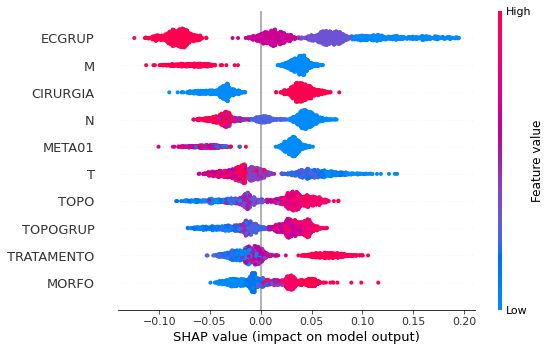 High
ECGRUP
M
CIRURGIA
N
META01
T
TOPO
TOPOGRUP
TRATAMENTO
MORFO
Feature value
Low
−0.10 −0.05 0.00 0.05 0.10 0.15 0.20
SHAP value (impact on model output)